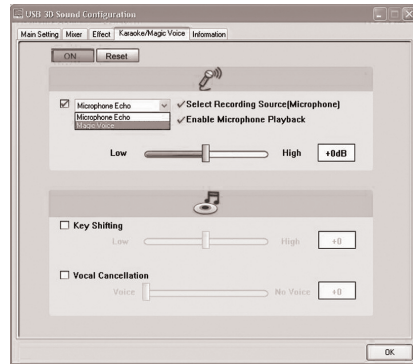 USB 3D Sound Configuration
Main Setting Mixer Effect Karaoke/Magic Voice Information
ON Reset
Microphone Echo ✓Select Recording Source(Microphone)
Microphone Echo
Magic Voice ✓Enable Microphone Playback
Low High +0dB
Key Shifting
Low High +0
Vocal Cancellation
Voice No Voice +0
OK